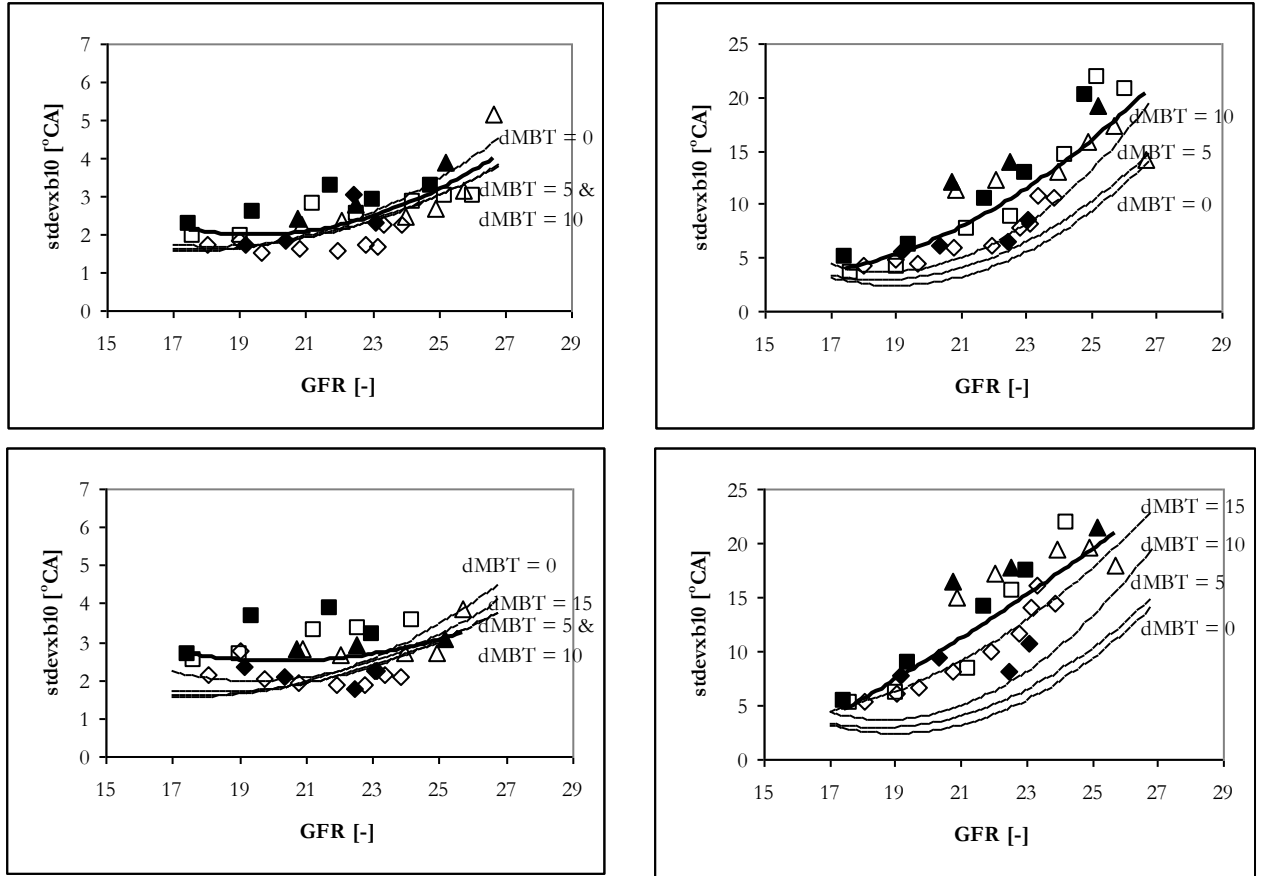 7
6
5
4
3
2
1
0
stdevxb10 [°CA]
dMBT = 0
dMBT = 5 &
dMBT = 10
15 17 19 21 23 25 27 29
GFR [-]
25
20
15
10
5
0
stdevxb10 [°CA]
dMBT = 10
dMBT = 5
dMBT = 0
15 17 19 21 23 25 27 29
GFR [-]
7
6
5
4
3
2
1
0
stdevxb10 [°CA]
dMBT = 0
dMBT = 15
dMBT = 5 &
dMBT = 10
15 17 19 21 23 25 27 29
GFR [-]
25
20
15
10
5
0
stdevxb10 [°CA]
dMBT = 15
dMBT = 10
dMBT = 5
dMBT = 0
15 17 19 21 23 25 27 29
GFR [-]